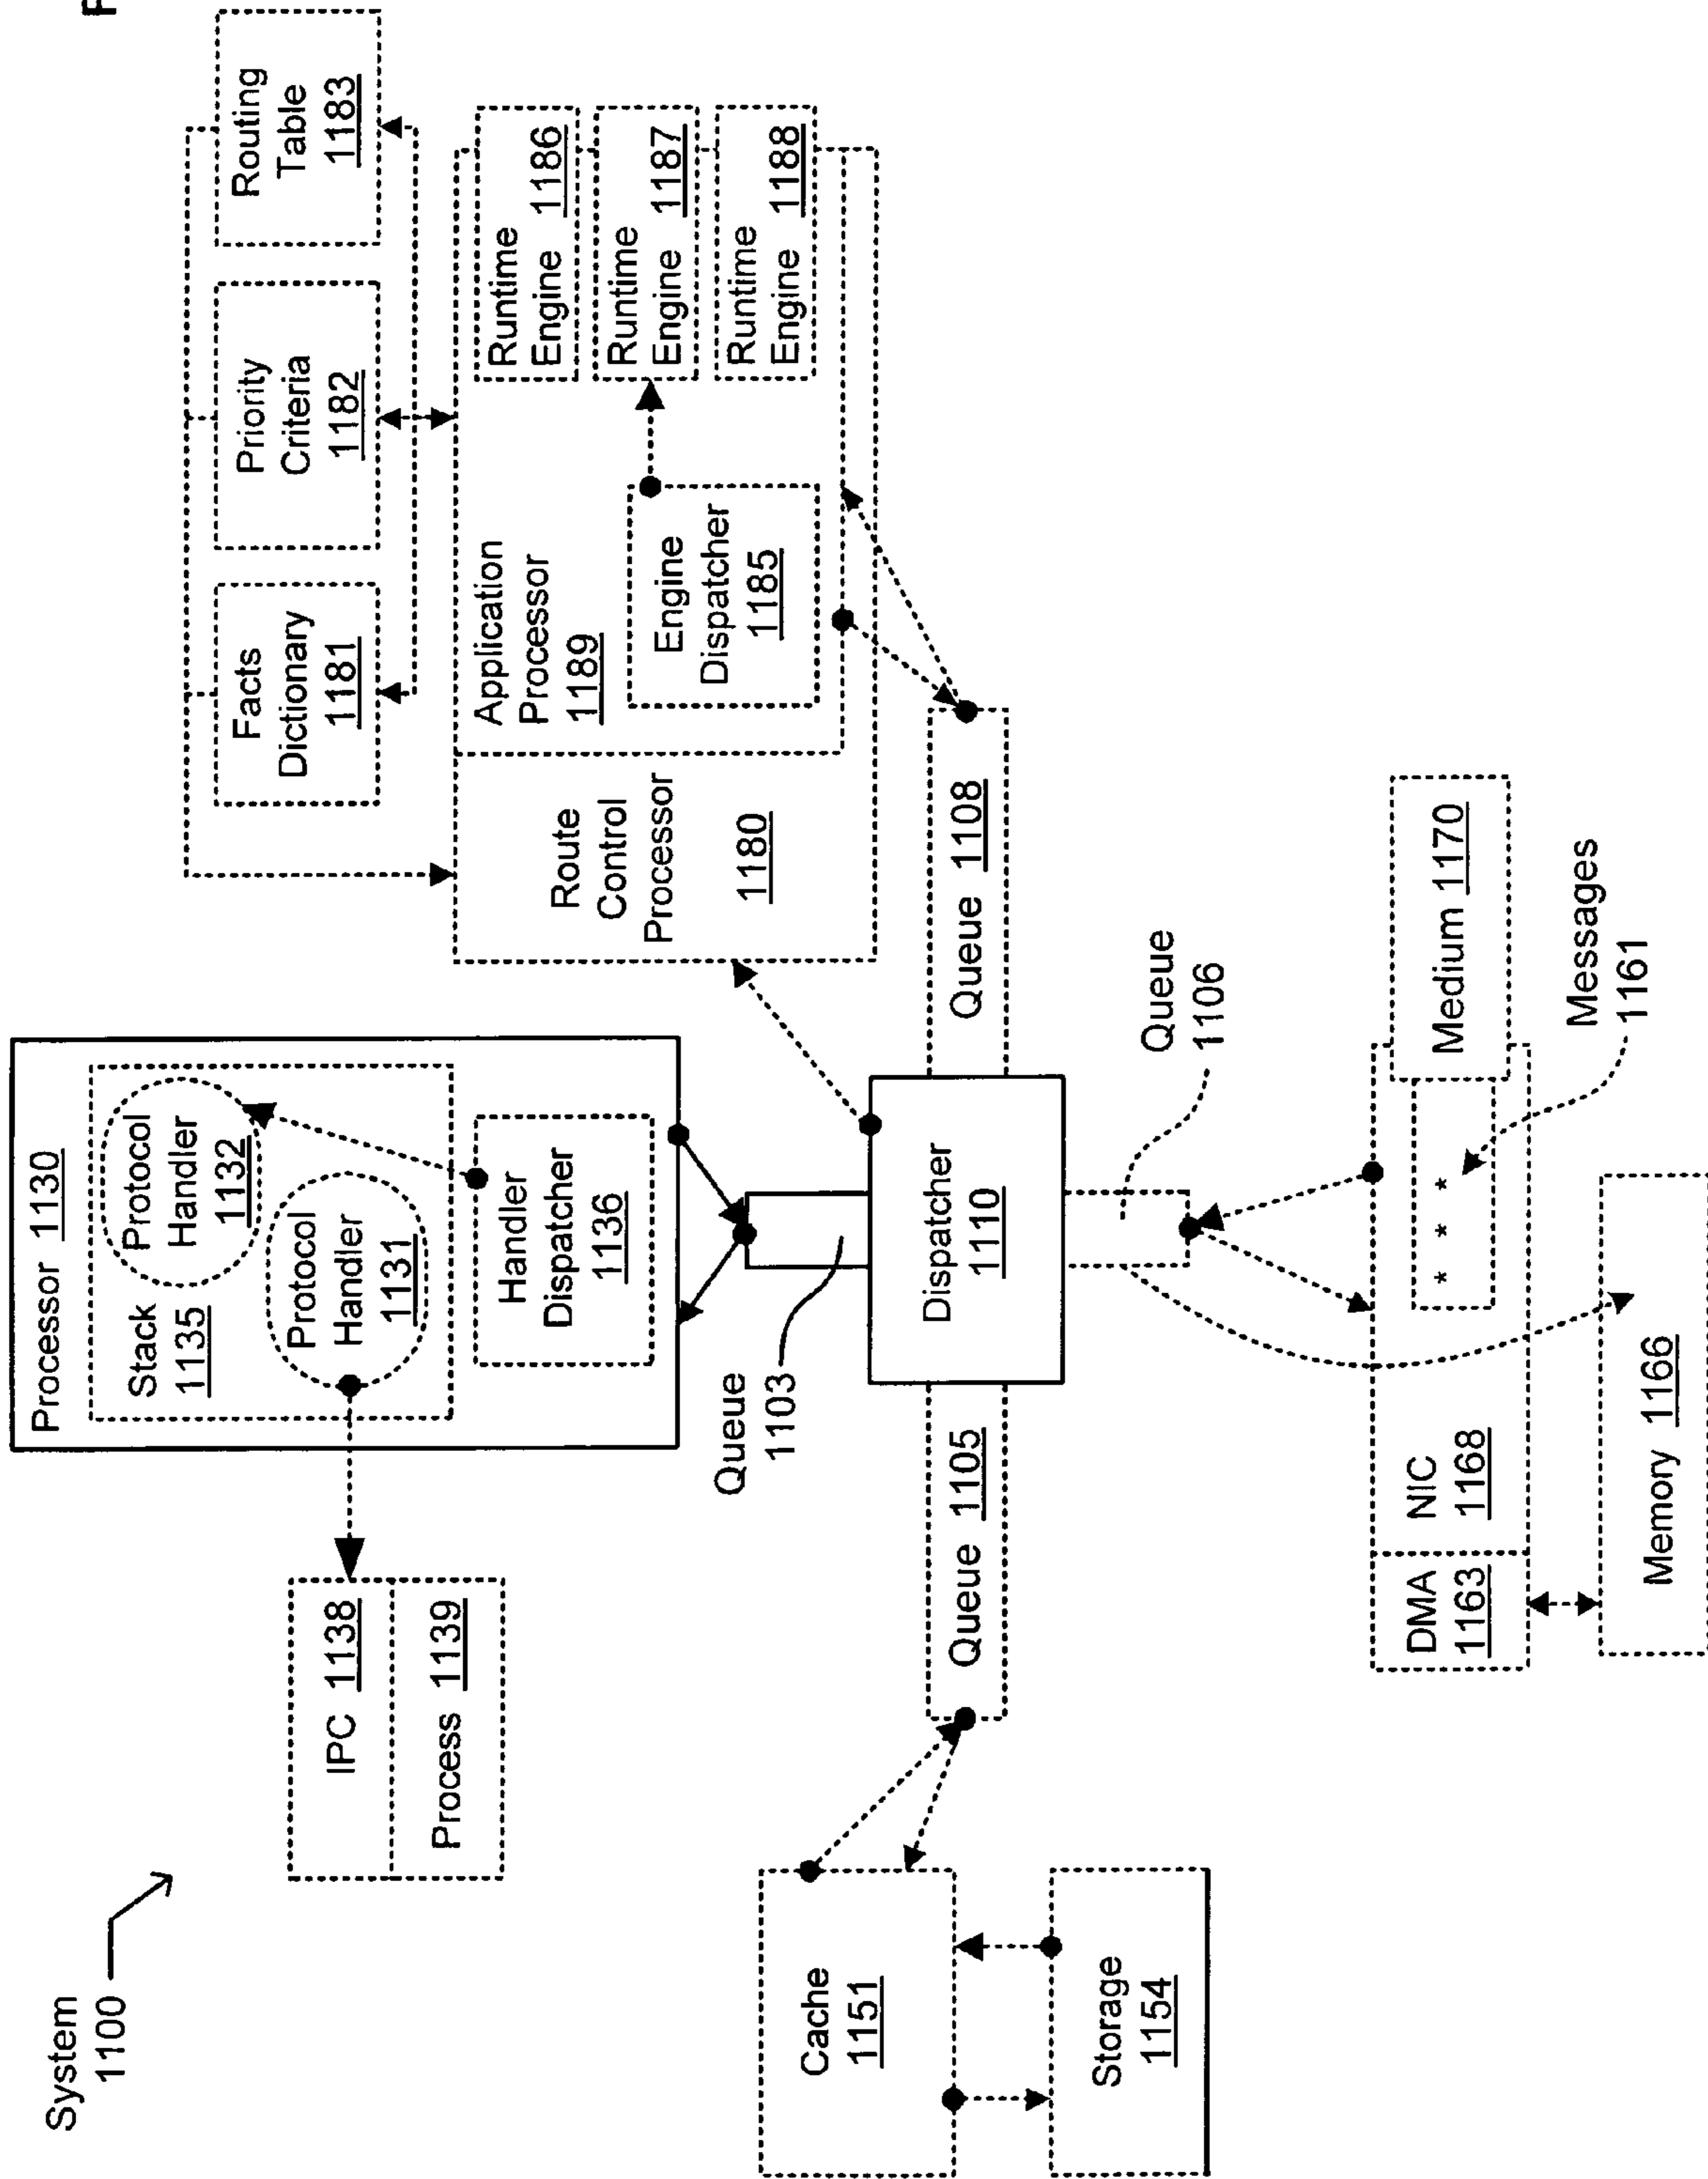 System
1100
IPC 1138
Process 1139
Processor 1130
Stack
1135
Protocol
Handler
1132
Protocol
Handler
1131
Handler
Dispatcher
1136
Queue
1103
Facts
Dictionary
1181
Priority
Criteria
1182
Routing
Table
1183
Route
Control
Processor
1180
Application
Processor
1189
Engine
Dispatcher
1185
Runtime
Engine 1186
Runtime
Engine 1187
Runtime
Engine 1188
Cache
1151
Storage
1154
Queue 1105
Dispatcher
1110
Queue 1108
Queue
1106
DMA
1163
NIC
1168
* * *
Medium 1170
Messages
1161
Memory 1166